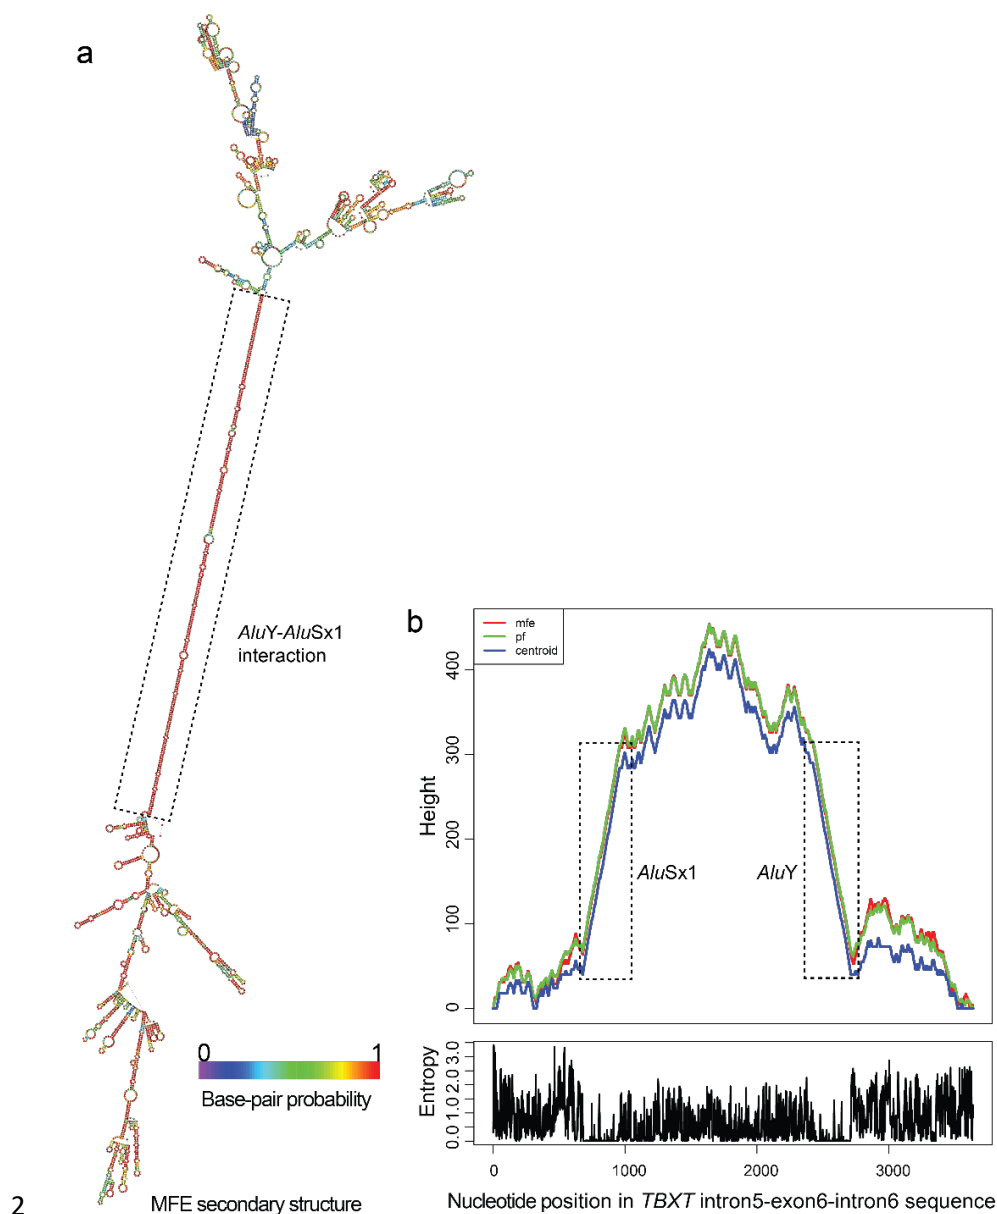 a
AluY-AluSx1
interaction
0 1
Base-pair probability
2
MFE secondary structure
b
mfe
pf
centroid
Height
0
100
200
300
400
AluSx1
AluY
Entropy
0.0 1.0 2.0 3.0
0 1000 2000 3000
Nucleotide position in TBXT intron5-exon6-intron6 sequence